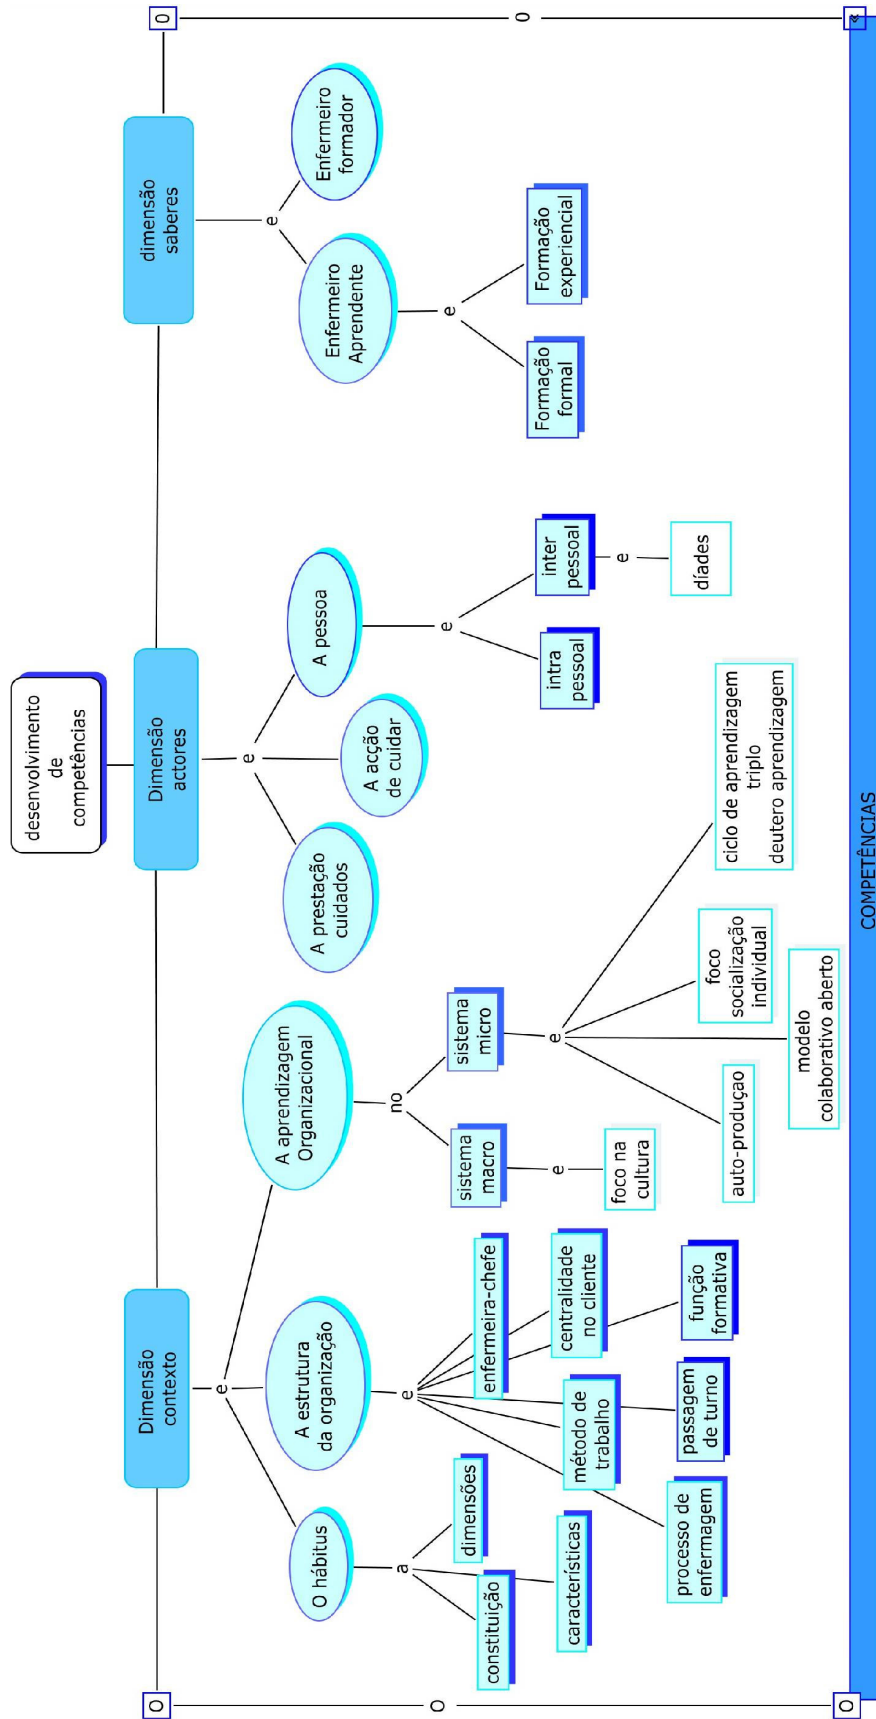 desenvolvimento
de
competências
O
Dimensão
contexto
Dimensão
actores
dimensão
saberes
0
e
e
e
O hábitus
A estrutura
da organização
A aprendizagem
Organizacional
A prestação
cuidados
A acção
de cuidar
A pessoa
Enfermeiro
Aprendente
Enfermeiro
formador
a
e
no
e
e
O
0
constituição
dimensões
características
enfermeira-chefe
centralidade
no cliente
método de
trabalho
processo de
enfermagem
passagem
de turno
função
formativa
sistema
macro
sistema
micro
e
e
foco na
cultura
auto-produçao
modelo
colaborativo aberto
foco
socialização
individual
ciclo de aprendizagem
triplo
deutero aprendizagem
intra
pessoal
inter
pessoal
e
díades
Formação
formal
Formação
experiencial
O
«
COMPETÊNCIAS